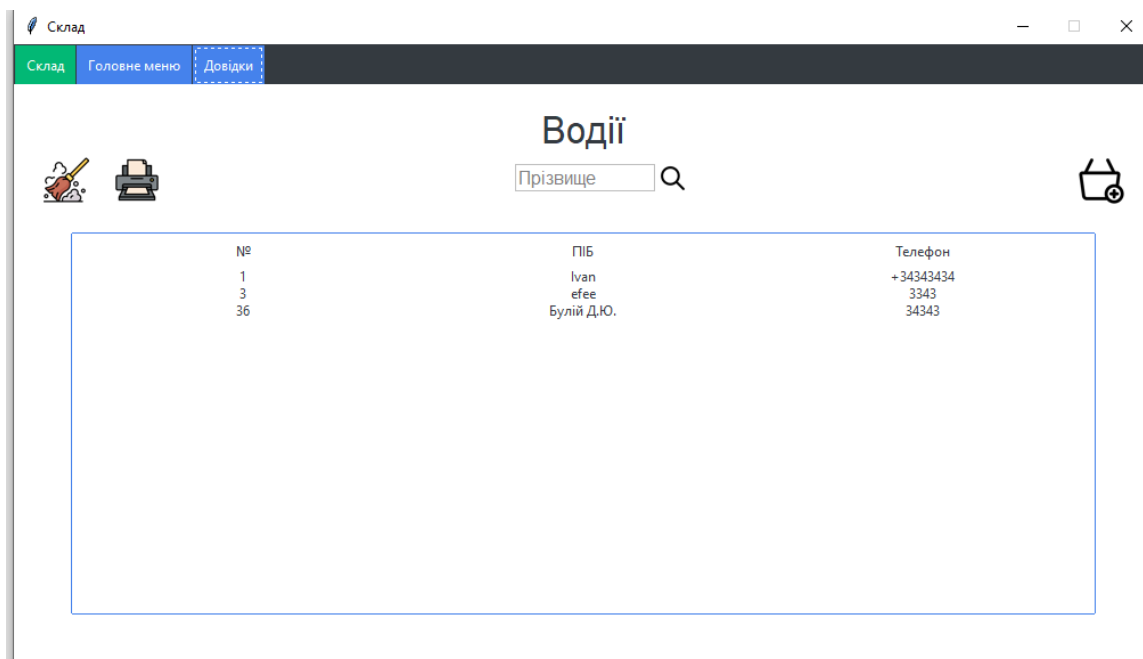 Склад
Склад Головне меню Довідки
Водії
Прізвище
№ ПІБ Телефон
1 Ivan +34343434
3 efee 3343
36 Булій Д.Ю. 34343